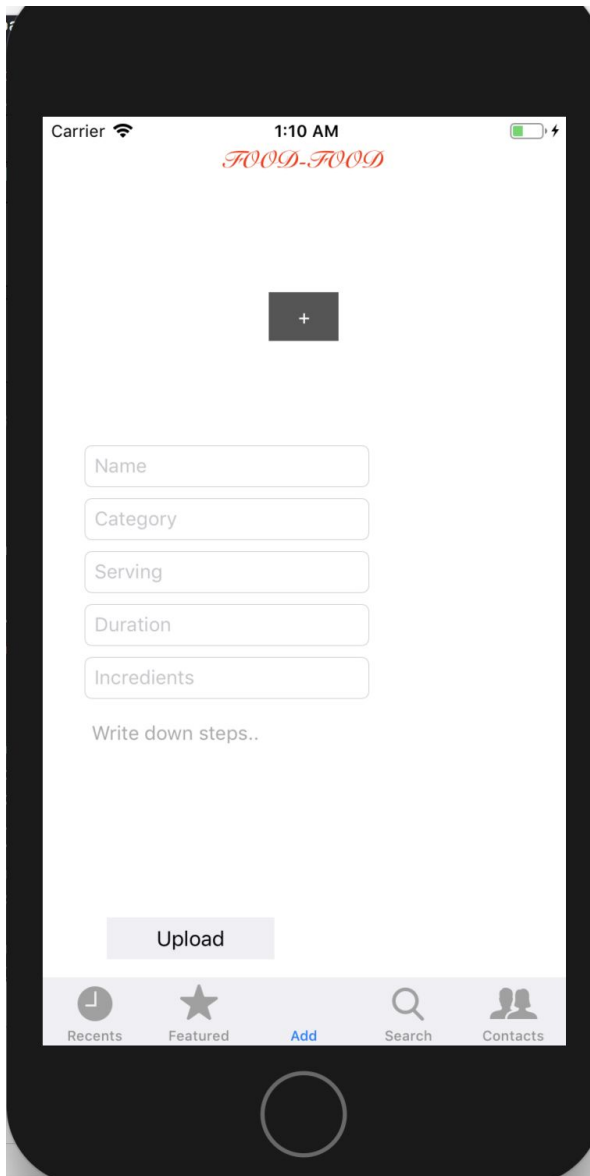 Carrier 1:10 AM
FOOD-FOOD
+
Name
Category
Serving
Duration
Incredients
Write down steps..
Upload
Recents Featured Add Search Contacts